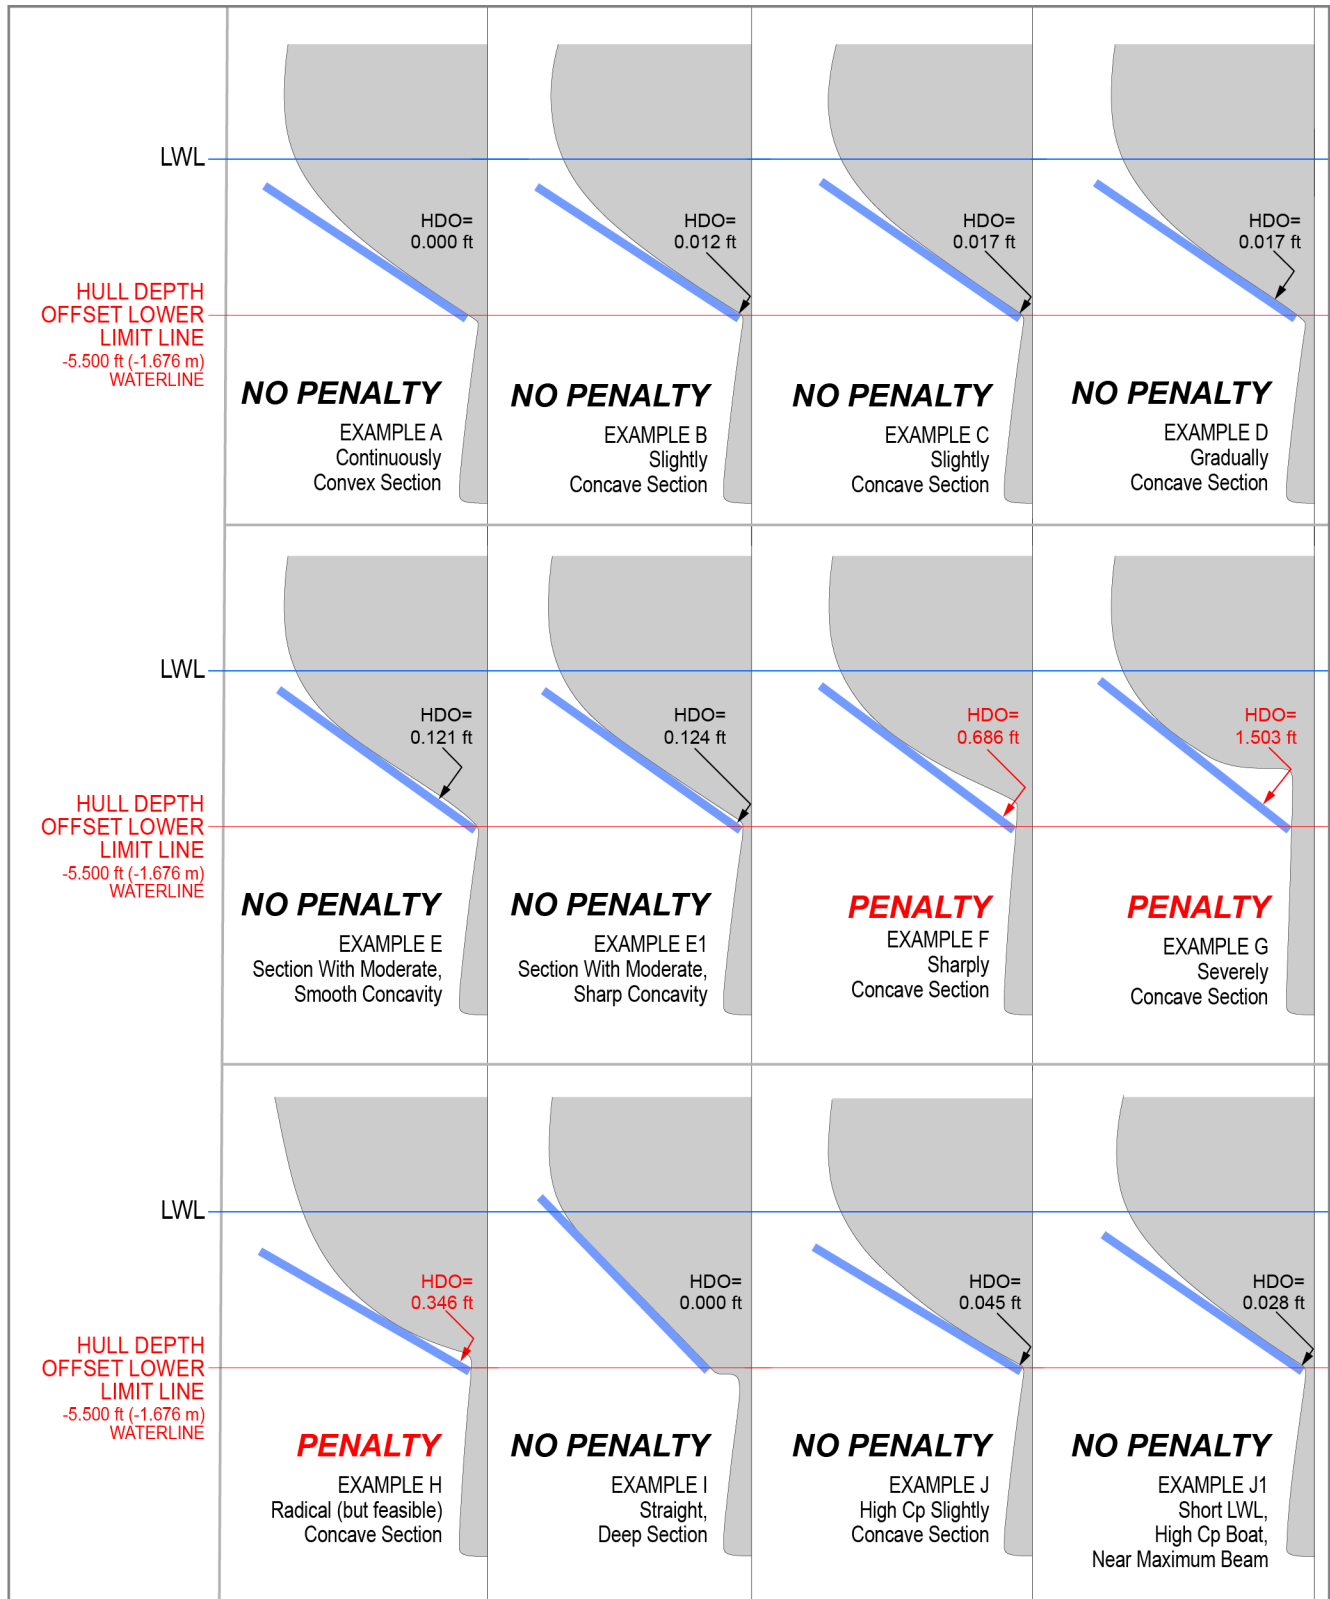 LWL
HULL DEPTH
OFFSET LOWER
LIMIT LINE
-5.500 ft (-1.676 m)
WATERLINE
HDO=
0.000 ft
NO PENALTY
EXAMPLE A
Continuously
Convex Section
HDO=
0.012 ft
NO PENALTY
EXAMPLE B
Slightly
Concave Section
HDO=
0.017 ft
NO PENALTY
EXAMPLE C
Slightly
Concave Section
HDO=
0.017 ft
NO PENALTY
EXAMPLE D
Gradually
Concave Section
LWL
HULL DEPTH
OFFSET LOWER
LIMIT LINE
-5.500 ft (-1.676 m)
WATERLINE
HDO=
0.121 ft
NO PENALTY
EXAMPLE E
Section With Moderate,
Smooth Concavity
HDO=
0.124 ft
NO PENALTY
EXAMPLE E1
Section With Moderate,
Sharp Concavity
HDO=
0.686 ft
PENALTY
EXAMPLE F
Sharply
Concave Section
HDO=
1.503 ft
PENALTY
EXAMPLE G
Severely
Concave Section
LWL
HULL DEPTH
OFFSET LOWER
LIMIT LINE
-5.500 ft (-1.676 m)
WATERLINE
HDO=
0.346 ft
PENALTY
EXAMPLE H
Radical (but feasible)
Concave Section
HDO=
0.000 ft
NO PENALTY
EXAMPLE I
Straight,
Deep Section
HDO=
0.045 ft
NO PENALTY
EXAMPLE J
High Cp Slightly
Concave Section
HDO=
0.028 ft
NO PENALTY
EXAMPLE J1
Short LWL,
High Cp Boat,
Near Maximum Beam